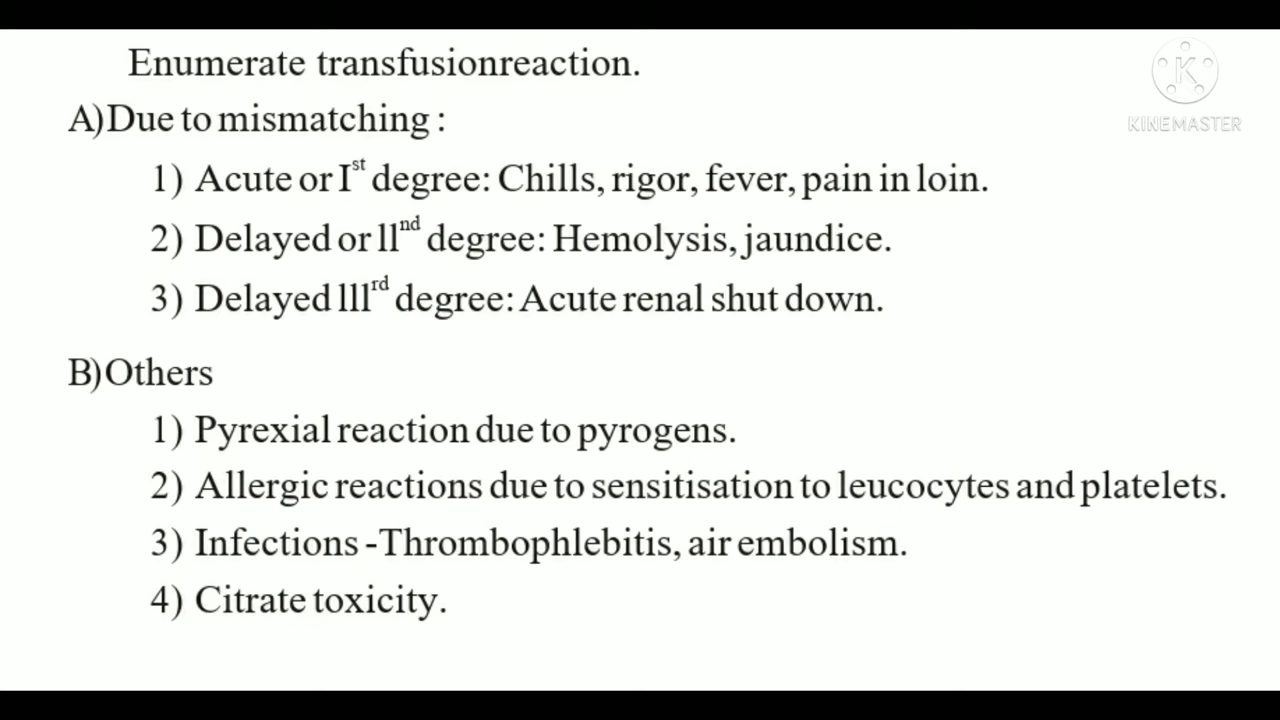 Enumerate transfusionreaction.
K
KINEMASTER
A)Due to mismatching :
1) Acute or Ist degree: Chills, rigor, fever, pain in loin.
2) Delayed or llnd degree: Hemolysis, jaundice.
3) Delayed lllrd degree: Acute renal shut down.
B)Others
1) Pyrexial reaction due to pyrogens.
2) Allergic reactions due to sensitisation to leucocytes and platelets.
3) Infections -Thrombophlebitis, air embolism.
4) Citrate toxicity.